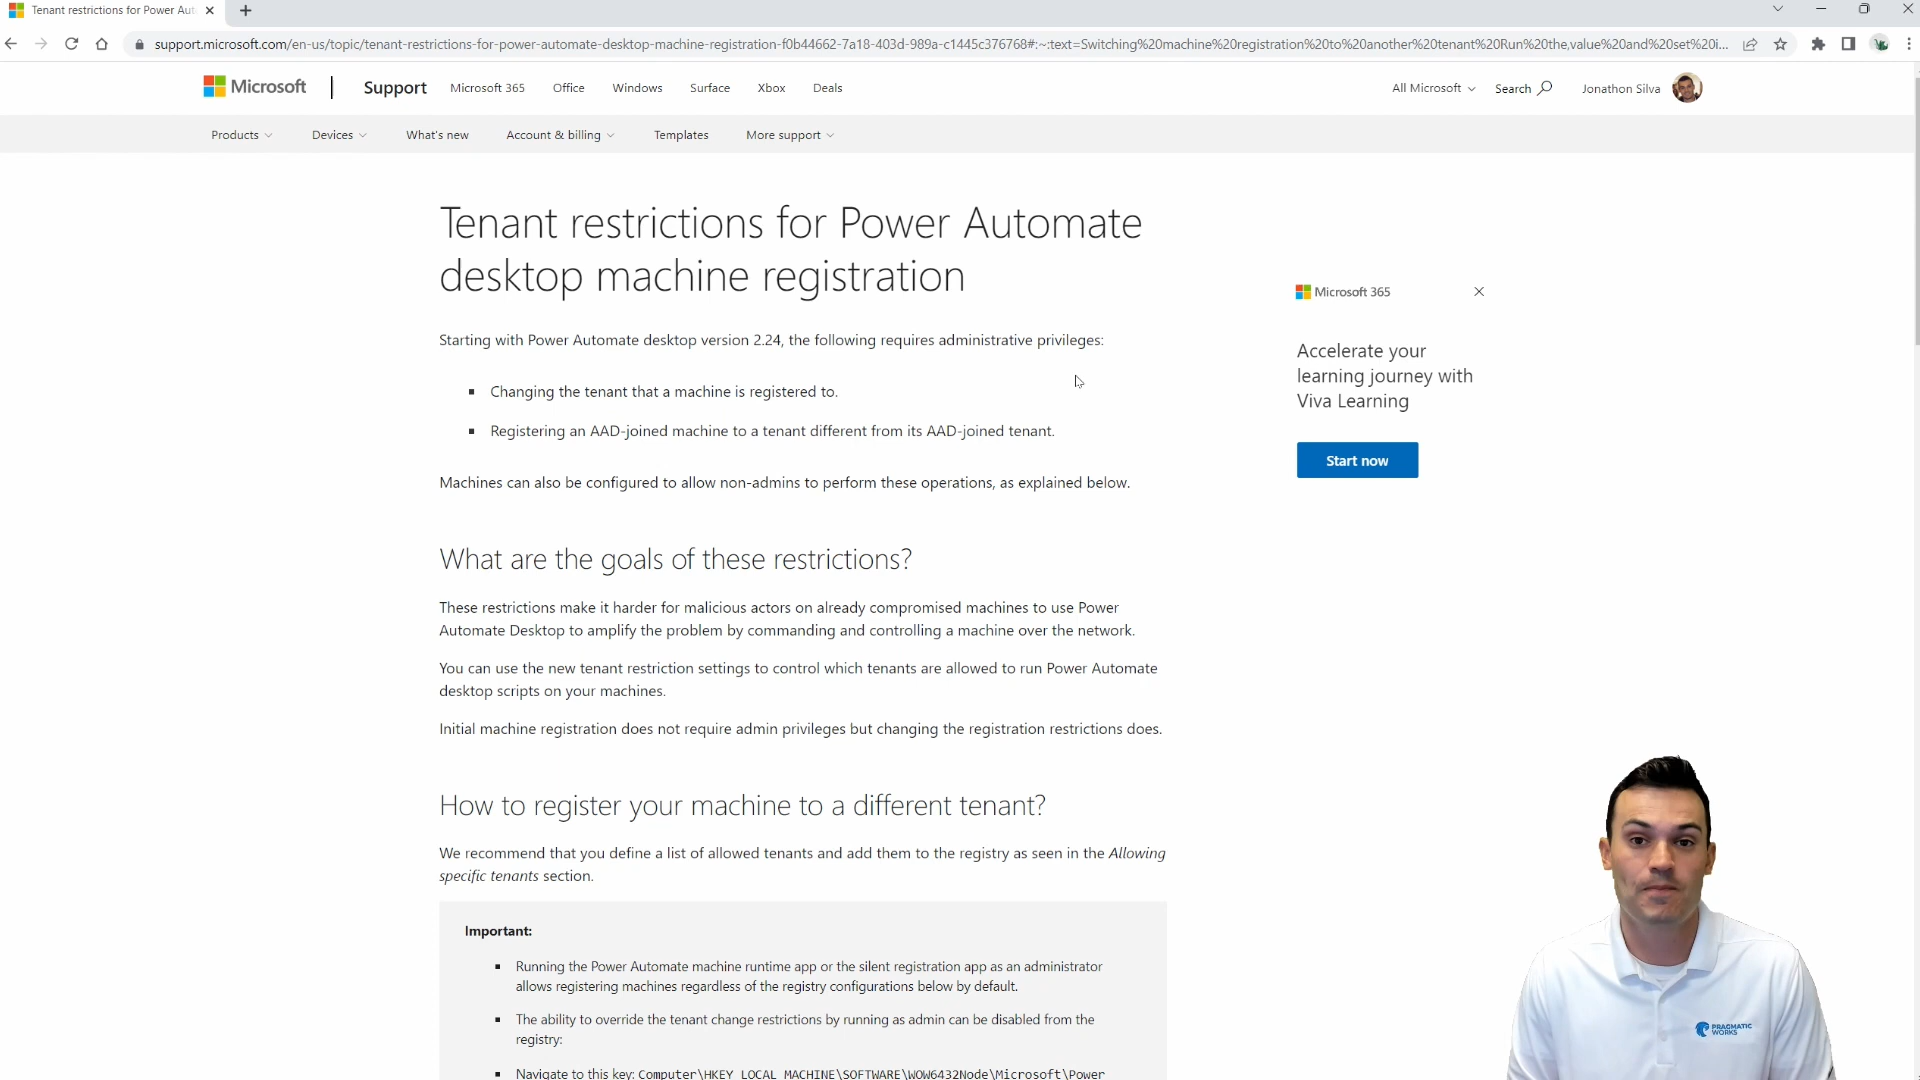 Tenant restrictions for Power Aut
support.microsoft.com/en-us/topic/tenant-restrictions-for-power-automate-desktop-machine-registration-f0b44662-7a18-403d-989a-c1445c376768#:~:text=Switching%20machine%20registration%20to%20another%20tenant%20Run%20the,value%20and%20set%20i...
Microsoft | Support Microsoft 365 Office Windows Surface Xbox Deals All Microsoft Search Jonathon Silva
Products Devices What's new Account & billing Templates More support
Tenant restrictions for Power Automate
desktop machine registration
Microsoft 365
Starting with Power Automate desktop version 2.24, the following requires administrative privileges:
Accelerate your
learning journey with
Viva Learning
▪ Changing the tenant that a machine is registered to.
▪ Registering an AAD-joined machine to a tenant different from its AAD-joined tenant.
Start now
Machines can also be configured to allow non-admins to perform these operations, as explained below.
What are the goals of these restrictions?
These restrictions make it harder for malicious actors on already compromised machines to use Power
Automate Desktop to amplify the problem by commanding and controlling a machine over the network.
You can use the new tenant restriction settings to control which tenants are allowed to run Power Automate
desktop scripts on your machines.
Initial machine registration does not require admin privileges but changing the registration restrictions does.
How to register your machine to a different tenant?
We recommend that you define a list of allowed tenants and add them to the registry as seen in the Allowing
specific tenants section.
Important:
▪ Running the Power Automate machine runtime app or the silent registration app as an administrator
allows registering machines regardless of the registry configurations below by default.
▪ The ability to override the tenant change restrictions by running as admin can be disabled from the
registry:
▪ Navigate to this key: Computer\HKEY_LOCAL_MACHINE\SOFTWARE\WOW6432Node\Microsoft\Power
PRAGMATIC
WORKS